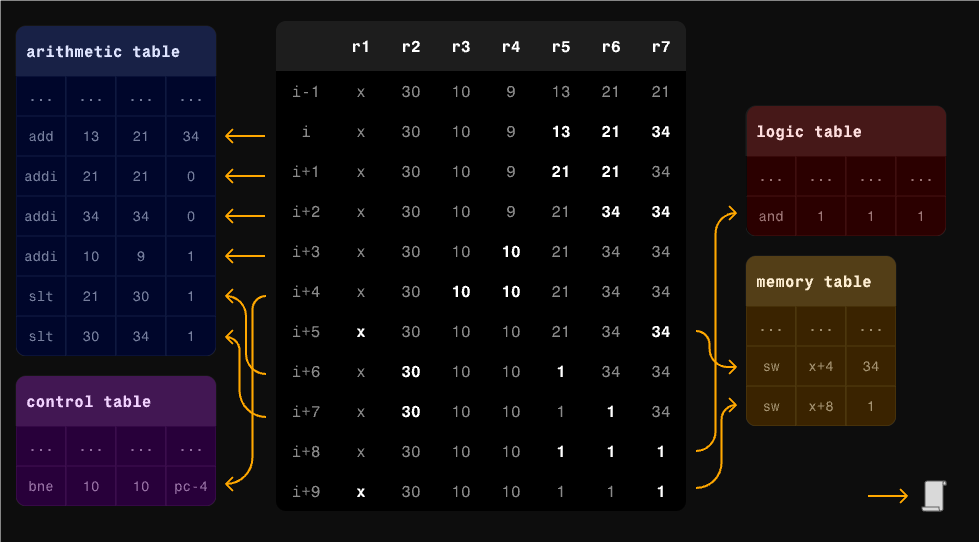 arithmetic table
... ... ... ...
add 13 21 34
addi 21 21 0
addi 34 34 0
addi 10 9 1
slt 21 30 1
slt 30 34 1
control table
... ... ... ...
bne 10 10 pc-4
r1 r2 r3 r4 r5 r6 r7
i-1 x 30 10 9 13 21 21
i x 30 10 9 13 21 34
i+1 x 30 10 9 21 21 34
i+2 x 30 10 9 21 34 34
i+3 x 30 10 10 21 34 34
i+4 x 30 10 10 21 34 34
i+5 x 30 10 10 21 34 34
i+6 x 30 10 10 1 34 34
i+7 x 30 10 10 1 1 34
i+8 x 30 10 10 1 1 1
i+9 x 30 10 10 1 1 1
logic table
... ... ... ...
and 1 1 1
memory table
... ... ...
sw x+4 34
sw x+8 1